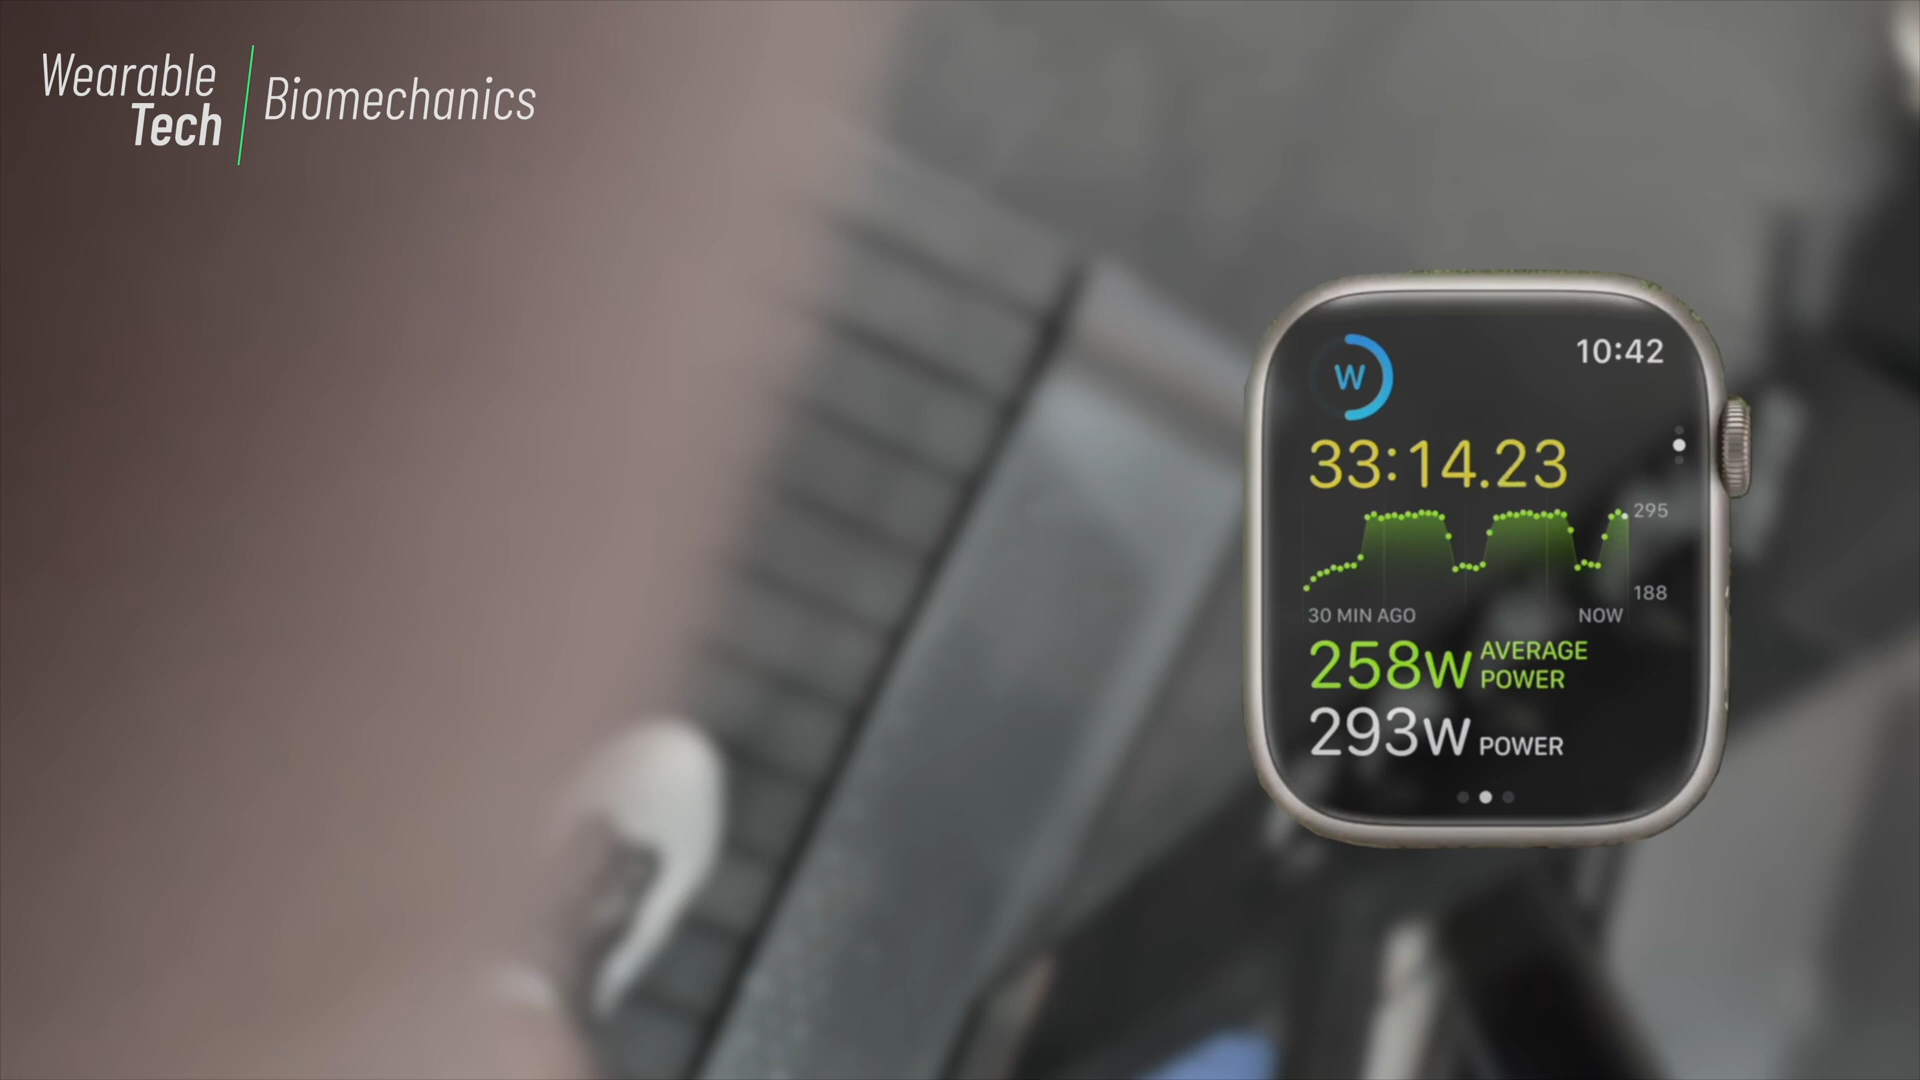 Wearable
Tech
Biomechanics
W
10:42
33:14.23
295
188
30 MIN AGO
NOW
258W AVERAGE
POWER
293W POWER